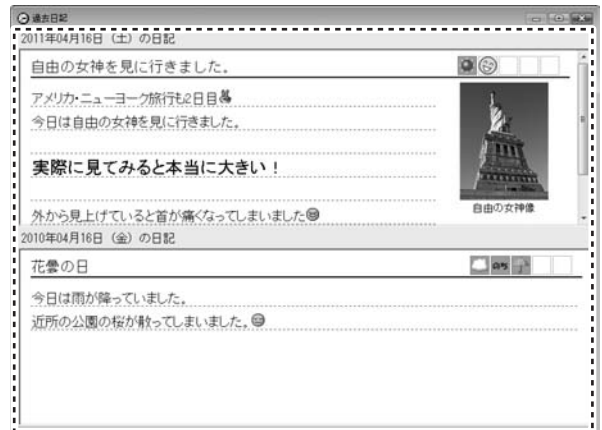 過去日記
2011年04月16日（土）の日記
自由の女神を見に行きました。
アメリカ・ニューヨーク旅行も2日目
今日は自由の女神を見に行きました。
実際に見てみると本当に大きい！
外から見上げていると首が痛くなってしまいました
自由の女神像
2010年04月16日（金）の日記
花曇の日
のち
今日は雨が降っていました。
近所の公園の桜が散ってしまいました。